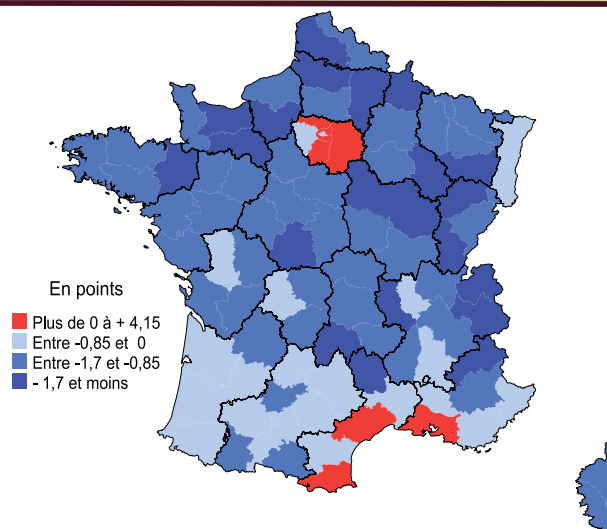 En points
Plus de 0 à + 4,15
Entre -0,85 et 0
Entre -1,7 et -0,85
- 1,7 et moins